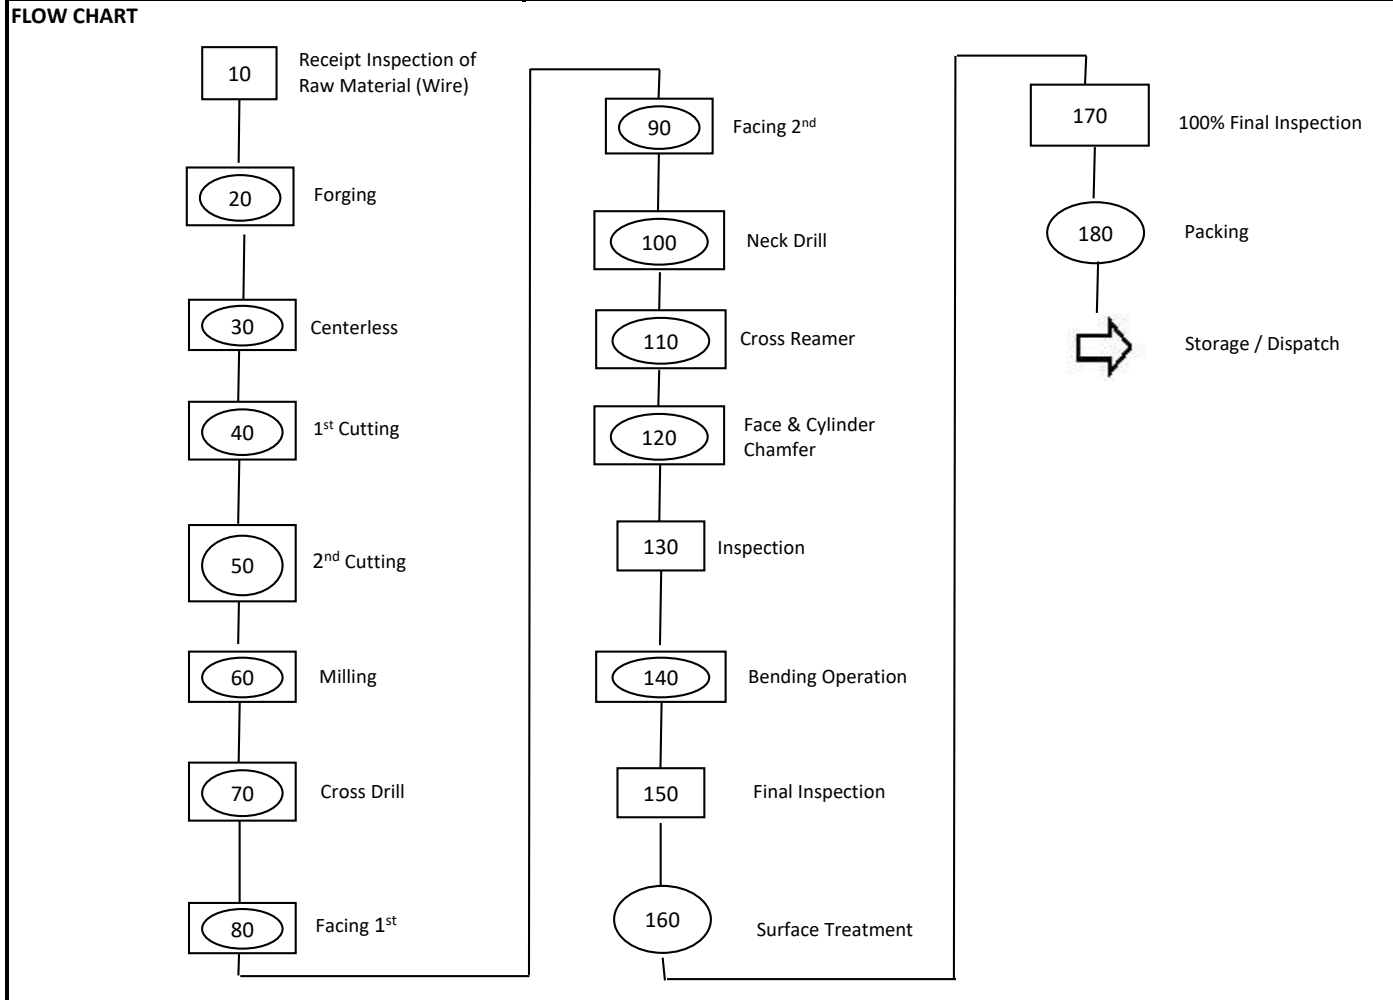 FLOW CHART
10
Receipt Inspection of
Raw Material (Wire)
20
Forging
30
Centerless
40
1st Cutting
50
2nd Cutting
60
Milling
70
Cross Drill
80
Facing 1st
90
Facing 2nd
100
Neck Drill
110
Cross Reamer
120
Face & Cylinder
Chamfer
130
Inspection
140
Bending Operation
150
Final Inspection
160
Surface Treatment
170
100% Final Inspection
180
Packing
Storage / Dispatch